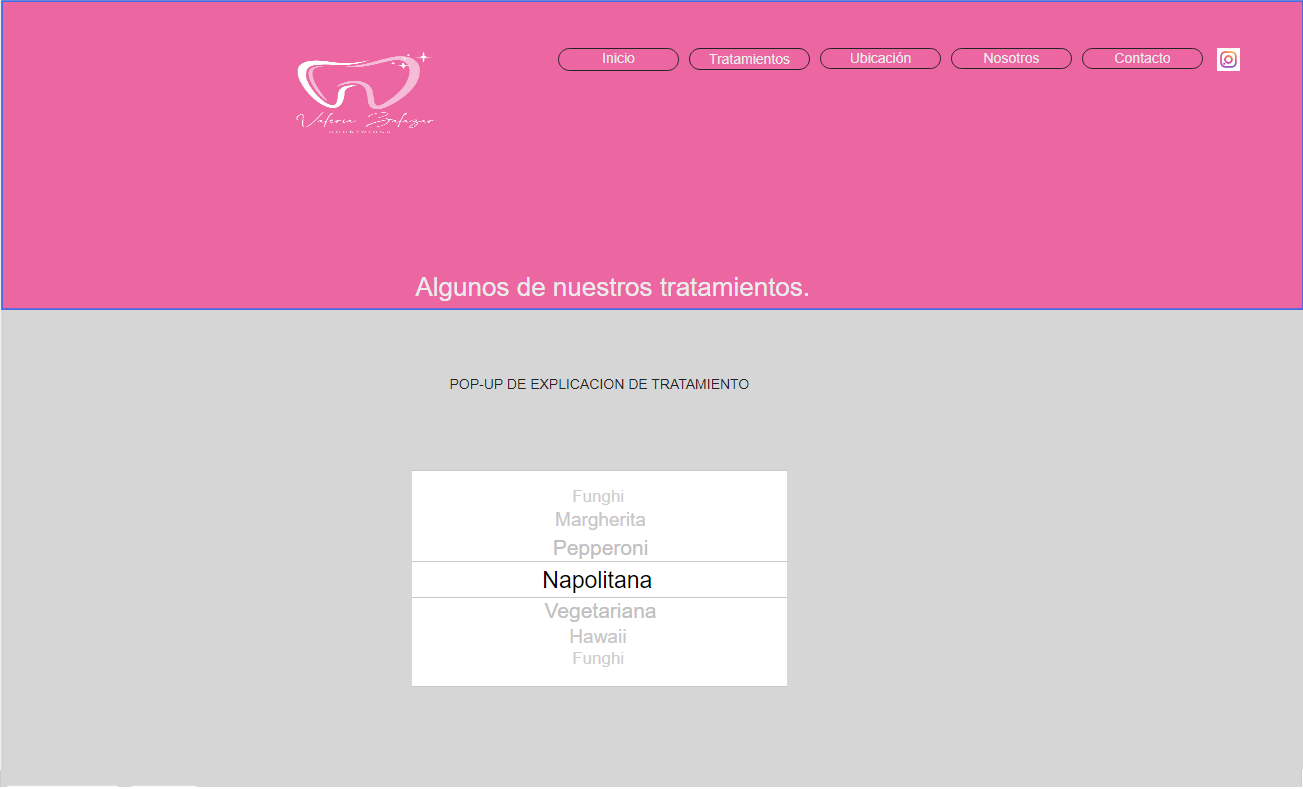 Inicio
Tratamientos
Ubicación
Nosotros
Contacto
Valeria Salazar
Algunos de nuestros tratamientos.
POP-UP DE EXPLICACION DE TRATAMIENTO
Funghi
Margherita
Pepperoni
Napolitana
Vegetariana
Hawaii
Funghi